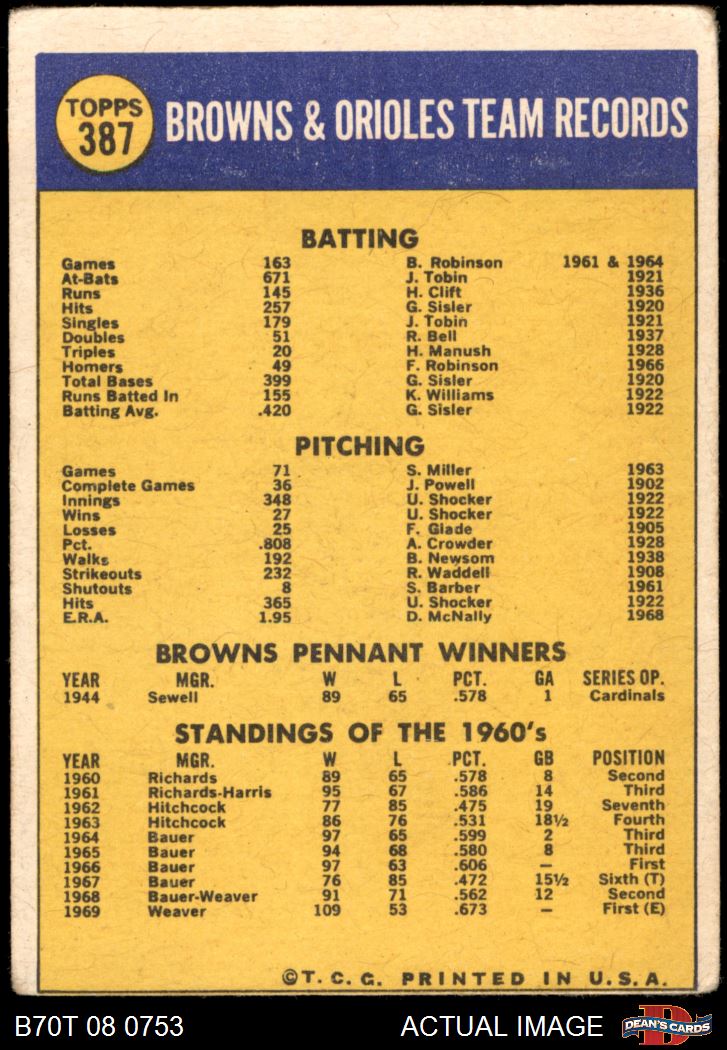 TOPPS
387
BROWNS & ORIOLES TEAM RECORDS
BATTING
Games 163 B. Robinson 1961 & 1964
At-Bats 671 J. Tobin 1921
Runs 145 H. Clift 1936
Hits 257 G. Sisler 1920
Singles 179 J. Tobin 1921
Doubles 51 R. Bell 1937
Triples 20 H. Manush 1928
Homers 49 F. Robinson 1966
Total Bases 399 G. Sisler 1920
Runs Batted In 155 K. Williams 1922
Batting Avg. .420 G. Sisler 1922
PITCHING
Games 71 S. Miller 1963
Complete Games 36 J. Powell 1902
Innings 348 U. Shocker 1922
Wins 27 U. Shocker 1922
Losses 25 F. Glade 1905
Pct. .808 A. Crowder 1928
Walks 192 B. Newsom 1938
Strikeouts 232 R. Waddell 1908
Shutouts 8 S. Barber 1961
Hits 365 U. Shocker 1922
E.R.A. 1.95 D. McNally 1968
BROWNS PENNANT WINNERS
YEAR MGR. W L PCT. GA SERIES OP.
1944 Sewell 89 65 .578 1 Cardinals
STANDINGS OF THE 1960's
YEAR MGR. W L PCT. GB POSITION
1960 Richards 89 65 .578 8 Second
1961 Richards-Harris 95 67 .586 14 Third
1962 Hitchcock 77 85 .475 19 Seventh
1963 Hitchcock 86 76 .531 18½ Fourth
1964 Bauer 97 65 .599 2 Third
1965 Bauer 94 68 .580 8 Third
1966 Bauer 97 63 .606 — First
1967 Bauer 76 85 .472 15½ Sixth (T)
1968 Bauer-Weaver 91 71 .562 12 Second
1969 Weaver 109 53 .673 — First (E)
©T.C.G. PRINTED IN U.S.A.
B70T 08 0753 ACTUAL IMAGE
D
DEAN'S CARDS